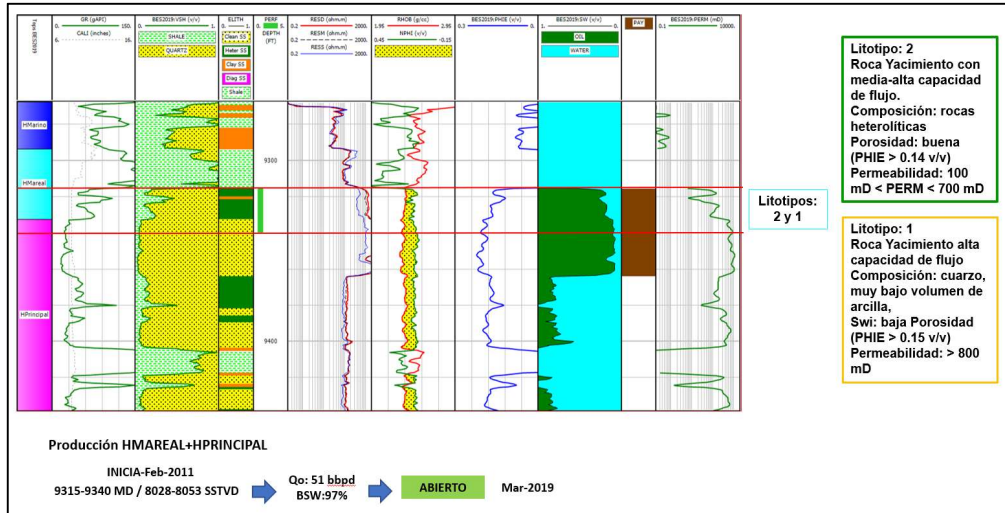 Tops:BES2019
GR (gAPI)
0. 150.
CALI (inches)
6. 16.
BES2019:VSH (v/v)
0. 1.
SHALE
QUARTZ
ELITH
0. 1.
Clean SS
Heter SS
Clay SS
Diag SS
Shale
PERF
0. 5.
DEPTH
(FT)
RESD (ohm.m)
0.2 2000.
RESM (ohm.m)
0.2 2000.
RESS (ohm.m)
0.2 2000.
RHOB (g/cc)
1.95 2.95
NPHI (v/v)
0.45 -0.15
BES2019:PHIE (v/v)
0.3 0.
BES2019:SW (v/v)
0. 1.
OIL
WATER
PAY
BES2019:PERM (mD)
0. 10000.
HMarino
HMareal
HPrincipal
9300
9400
Litotipos:
2 y 1
Litotipo: 2
Roca Yacimiento con
media-alta capacidad
de flujo.
Composición: rocas
heterolíticas
Porosidad: buena
(PHIE > 0.14 v/v)
Permeabilidad: 100
mD < PERM < 700 mD
Litotipo: 1
Roca Yacimiento alta
capacidad de flujo
Composición: cuarzo,
muy bajo volumen de
arcilla,
Swi: baja Porosidad
(PHIE > 0.15 v/v)
Permeabilidad: > 800
mD
Producción HMAREAL+HPRINCIPAL
INICIA-Feb-2011
9315-9340 MD / 8028-8053 SSTVD
Qo: 51 bbpd
BSW:97%
ABIERTO
Mar-2019